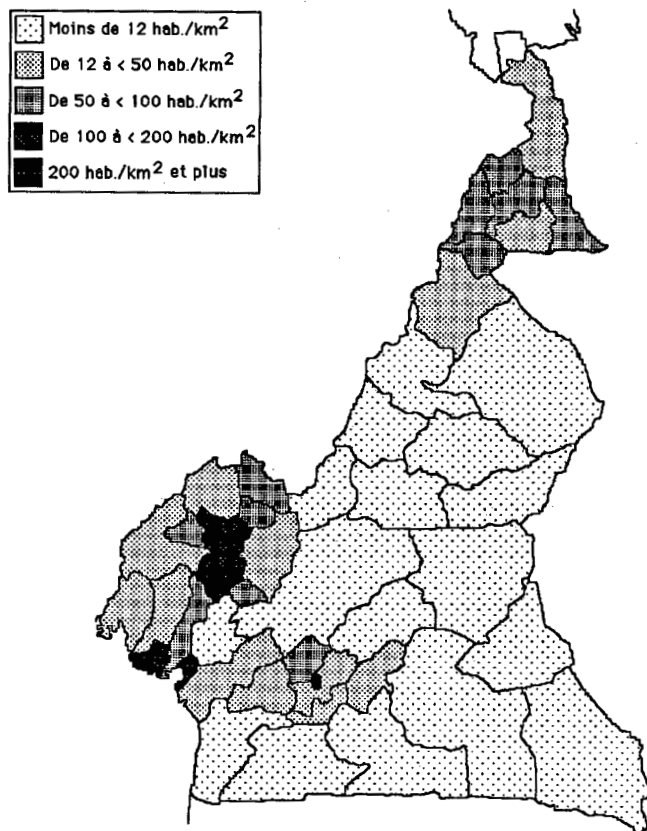 Moins de 12 hab./km²
De 12 à < 50 hab./km²
De 50 à < 100 hab./km²
De 100 à < 200 hab./km²
200 hab./km² et plus